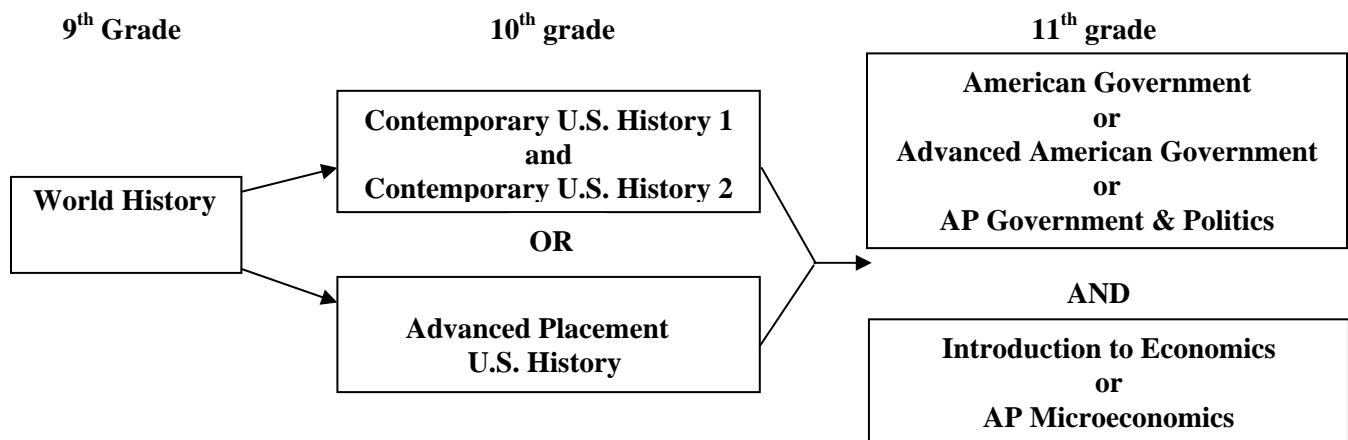 9th Grade
10th grade
11th grade
World History
Contemporary U.S. History 1
and
Contemporary U.S. History 2
OR
Advanced Placement
U.S. History
American Government
or
Advanced American Government
or
AP Government & Politics
AND
Introduction to Economics
or
AP Microeconomics